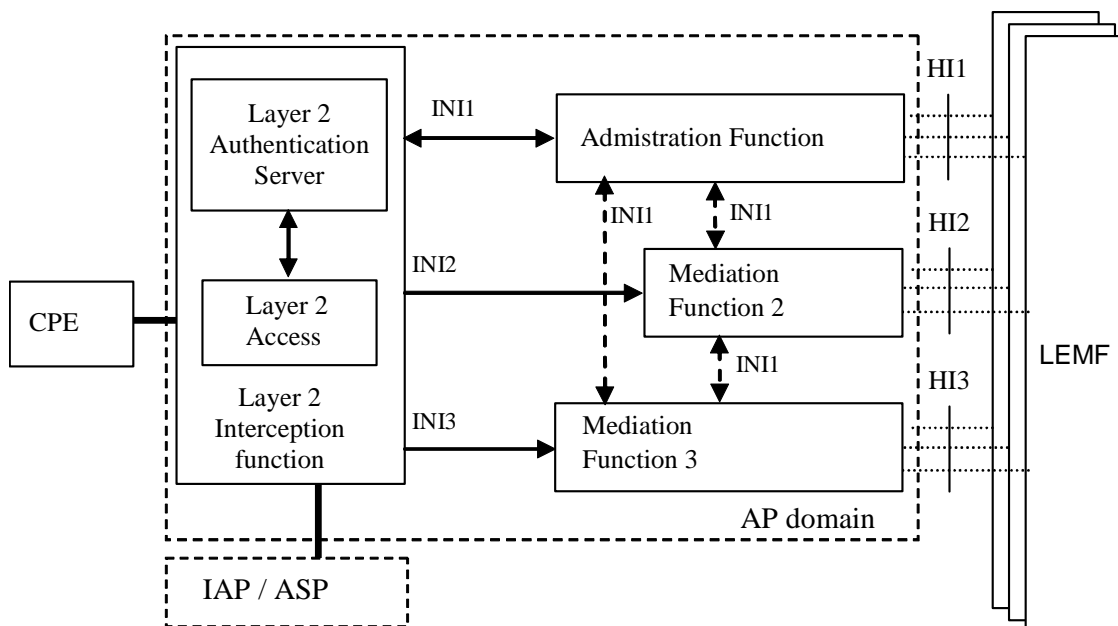 HI1
Layer 2
Authentication
Server
INI1
Admistration Function
INI1
INI1
HI2
CPE
Layer 2
Access
INI2
Mediation
Function 2
LEMF
INI1
HI3
Layer 2
Interception
function
INI3
Mediation
Function 3
AP domain
IAP / ASP